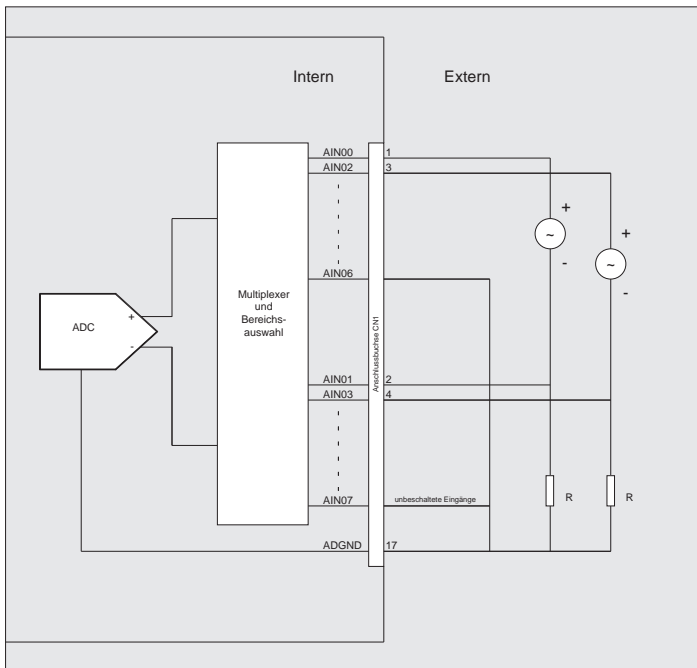 Intern
Extern
AIN00
1
AIN02
3
+
~
-
+
~
-
AIN06
Multiplexer
und
Bereichs-
auswahl
ADC
+
-
Anschlussbuchse CN1
AIN01
2
AIN03
4
AIN07
unbeschaltete Eingänge
R
R
ADGND
17